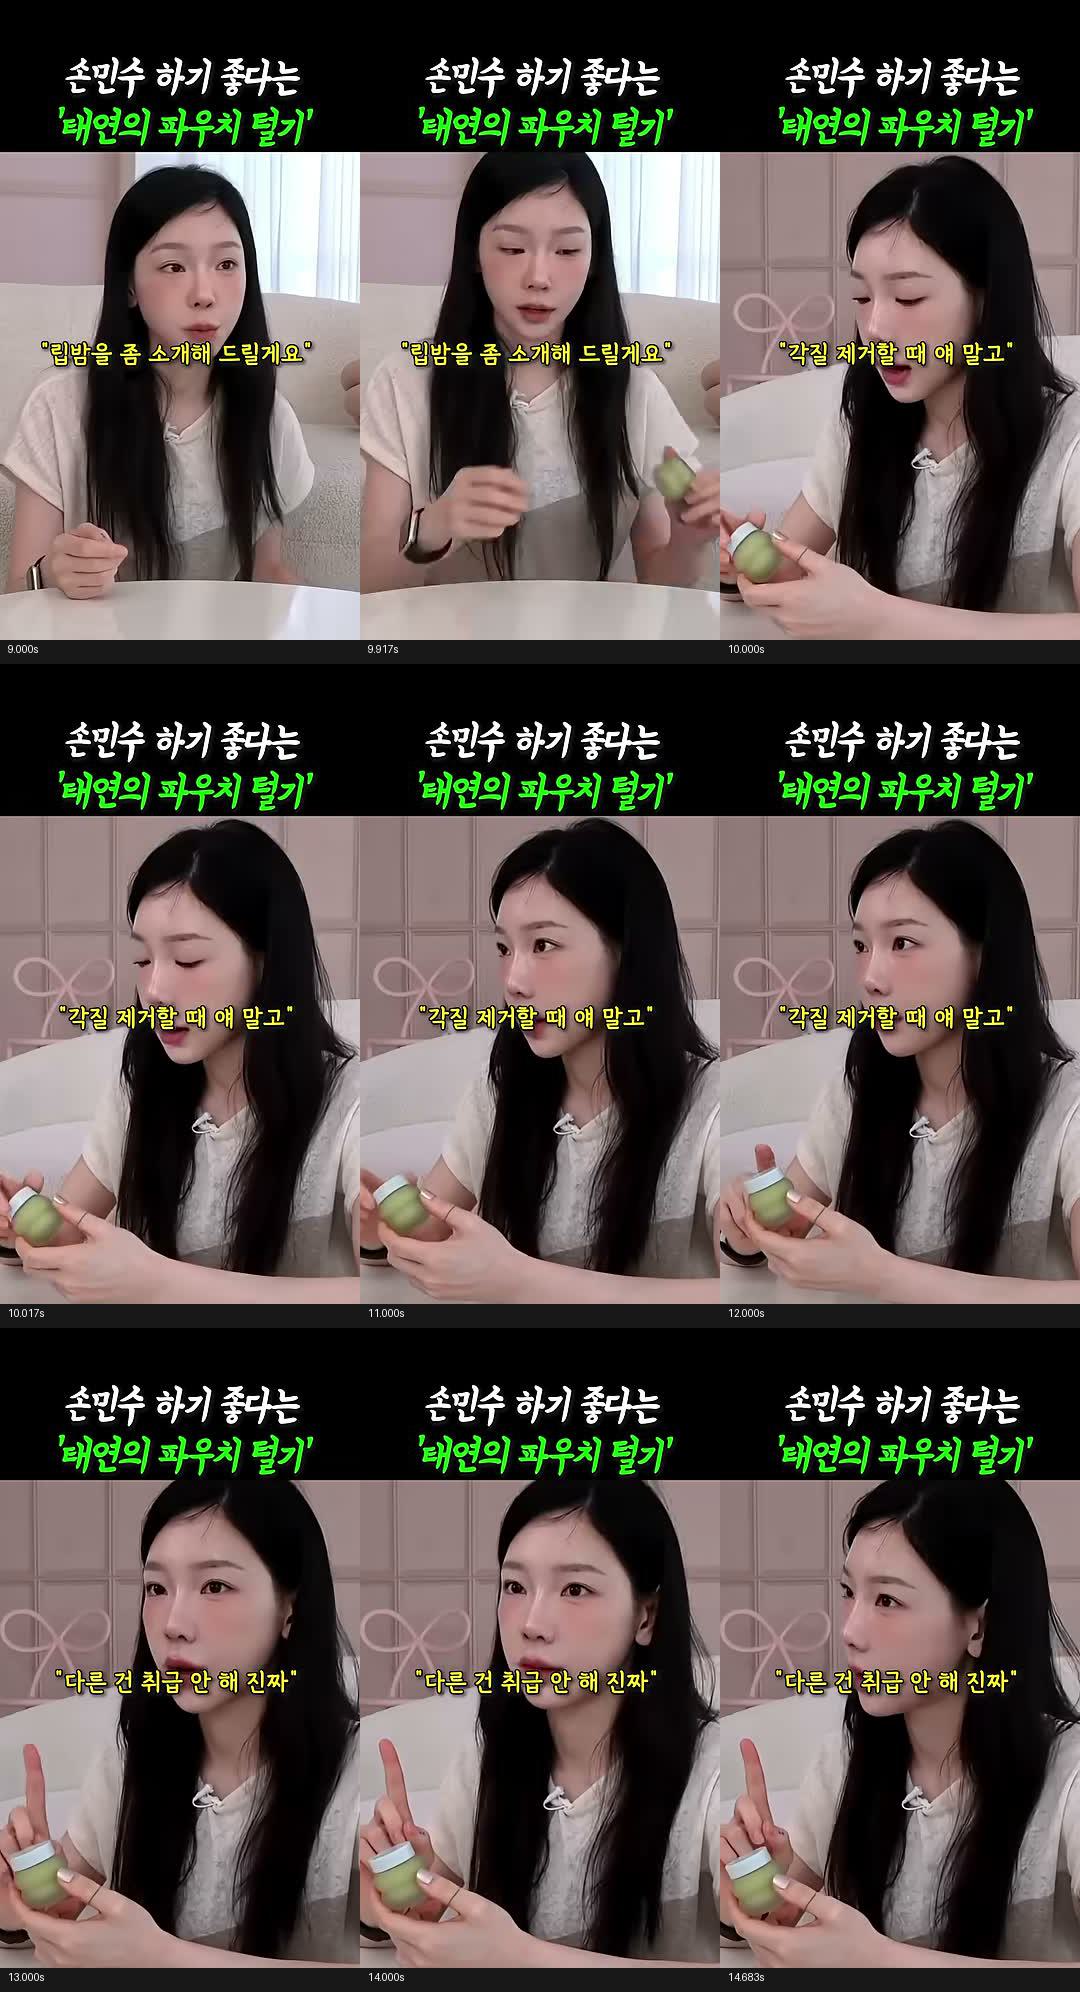 손민수 하기 좋다는
'태연의 파우치 털기'
손민수 하기 좋다는
'태연의 파우치 털기'
손민수 하기 좋다는
'태연의 파우치 털기'
"립밤을 좀 소개해 드릴게요"
"립밤을 좀 소개해 드릴게요"
"각질 제거할 때 얘 말고"
9.000s
9.917s
10.000s
손민수 하기 좋다는
'태연의 파우치 털기'
손민수 하기 좋다는
'태연의 파우치 털기'
손민수 하기 좋다는
'태연의 파우치 털기'
"각질 제거할 때 얘 말고"
"각질 제거할 때 얘 말고"
"각질 제거할 때 얘 말고"
10.017s
11.000s
12.000s
손민수 하기 좋다는
'태연의 파우치 털기'
손민수 하기 좋다는
'태연의 파우치 털기'
손민수 하기 좋다는
'태연의 파우치 털기'
"다른 건 취급 안 해 진짜"
"다른 건 취급 안 해 진짜"
"다른 건 취급 안 해 진짜"
13.000s
14.000s
14.683s